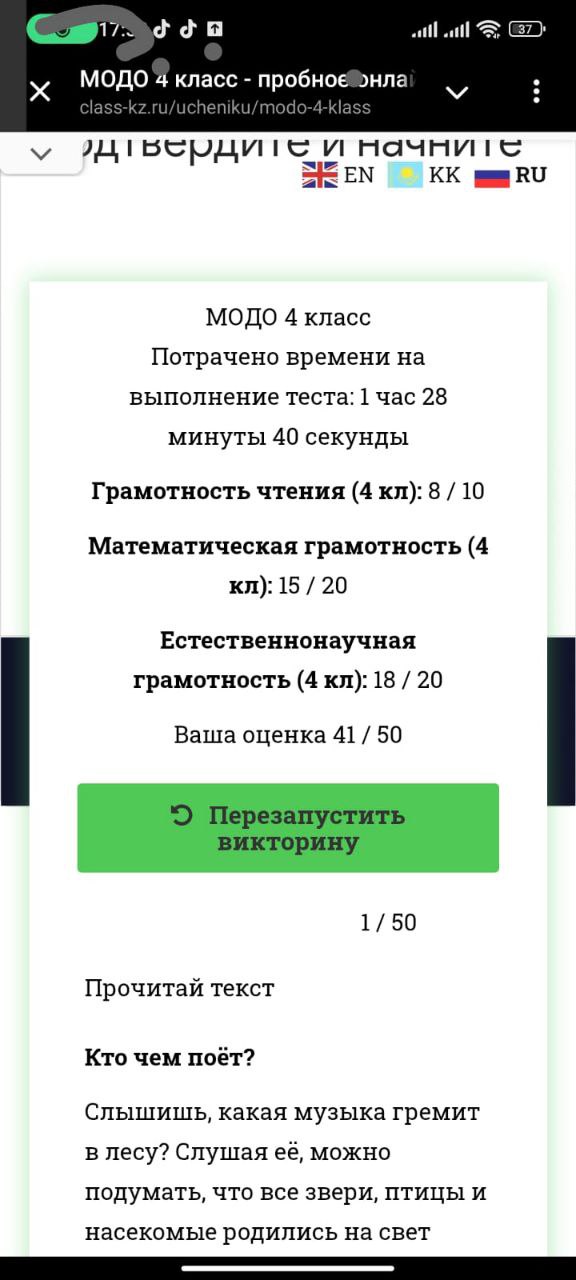 37
МОДО 4 класс - пробное онлай
class-kz.ru/ucheniku/modo-4-klass
одтвердите и начните
EN KK RU
МОДО 4 класс
Потрачено времени на
выполнение теста: 1 час 28
минуты 40 секунды
Грамотность чтения (4 кл): 8 / 10
Математическая грамотность (4
кл): 15 / 20
Естественнонаучная
грамотность (4 кл): 18 / 20
Ваша оценка 41 / 50
Перезапустить
викторину
1 / 50
Прочитай текст
Кто чем поёт?
Слышишь, какая музыка гремит
в лесу? Слушая её, можно
подумать, что все звери, птицы и
насекомые родились на свет